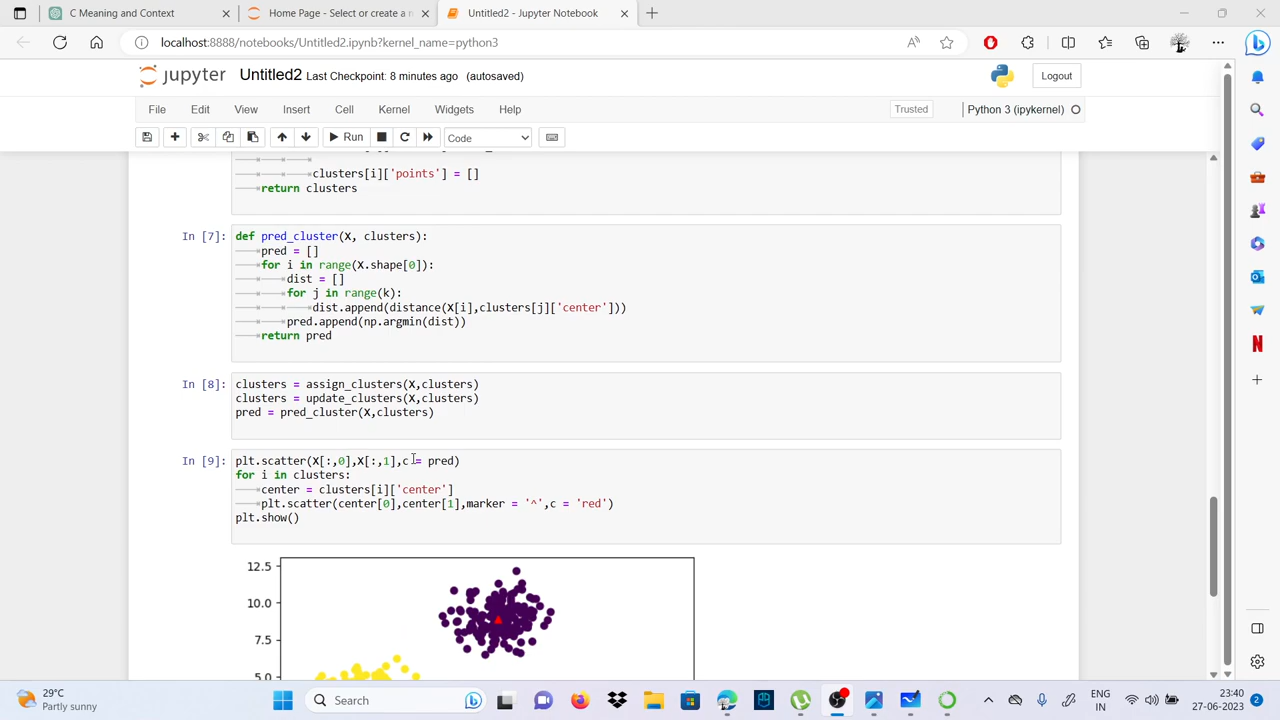 C Meaning and Context
Home Page - Select or create a n
Untitled2 - Jupyter Notebook
localhost:8888/notebooks/Untitled2.ipynb?kernel_name=python3
jupyter Untitled2 Last Checkpoint: 8 minutes ago (autosaved)
Logout
File Edit View Insert Cell Kernel Widgets Help
Trusted
Python 3 (ipykernel)
Run
Code
clusters[i]['points'] = []
return clusters
In [7]: def pred_cluster(X, clusters):
pred = []
for i in range(X.shape[0]):
dist = []
for j in range(k):
dist.append(distance(X[i],clusters[j]['center']))
pred.append(np.argmin(dist))
return pred
In [8]: clusters = assign_clusters(X,clusters)
clusters = update_clusters(X,clusters)
pred = pred_cluster(X,clusters)
In [9]: plt.scatter(X[:,0],X[:,1],c = pred)
for i in clusters:
center = clusters[i]['center']
plt.scatter(center[0],center[1],marker = '^',c = 'red')
plt.show()
12.5
10.0
7.5
5.0
29°C
Partly sunny
Search
ENG
IN
23:40
27-06-2023
2